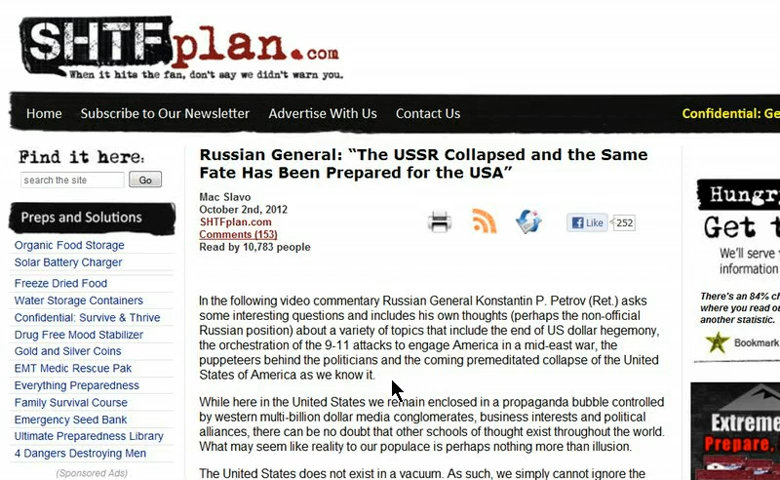 SHTFplan.com
When it hits the fan, don't say we didn't warn you.
Home Subscribe to Our Newsletter Advertise With Us Contact Us Confidential: Ge
Find it here:
search the site Go
Preps and Solutions
Organic Food Storage
Solar Battery Charger
Freeze Dried Food
Water Storage Containers
Confidential: Survive & Thrive
Drug Free Mood Stabilizer
Gold and Silver Coins
EMT Medic Rescue Pak
Everything Preparedness
Family Survival Course
Emergency Seed Bank
Ultimate Preparedness Library
4 Dangers Destroying Men
(Sponsored Ads)
Russian General: “The USSR Collapsed and the Same
Fate Has Been Prepared for the USA”
Mac Slavo
October 2nd, 2012
SHTFplan.com
Comments (153)
Read by 10,783 people
Like 252
In the following video commentary Russian General Konstantin P. Petrov (Ret.) asks
some interesting questions and includes his own thoughts (perhaps the non-official
Russian position) about a variety of topics that include the end of US dollar hegemony,
the orchestration of the 9-11 attacks to engage America in a mid-east war, the
puppeteers behind the politicians and the coming premeditated collapse of the United
States of America as we know it.
While here in the United States we remain enclosed in a propaganda bubble controlled
by western multi-billion dollar media conglomerates, business interests and political
alliances, there can be no doubt that other schools of thought exist throughout the world.
What may seem like reality to our populace is perhaps nothing more than illusion.
The United States does not exist in a vacuum. As such, we simply cannot ignore the
Hungr
Get t
We'll serve
information
There's an 84% ch
where you read ou
another statistic.
Bookmark
Extreme
Prepare,